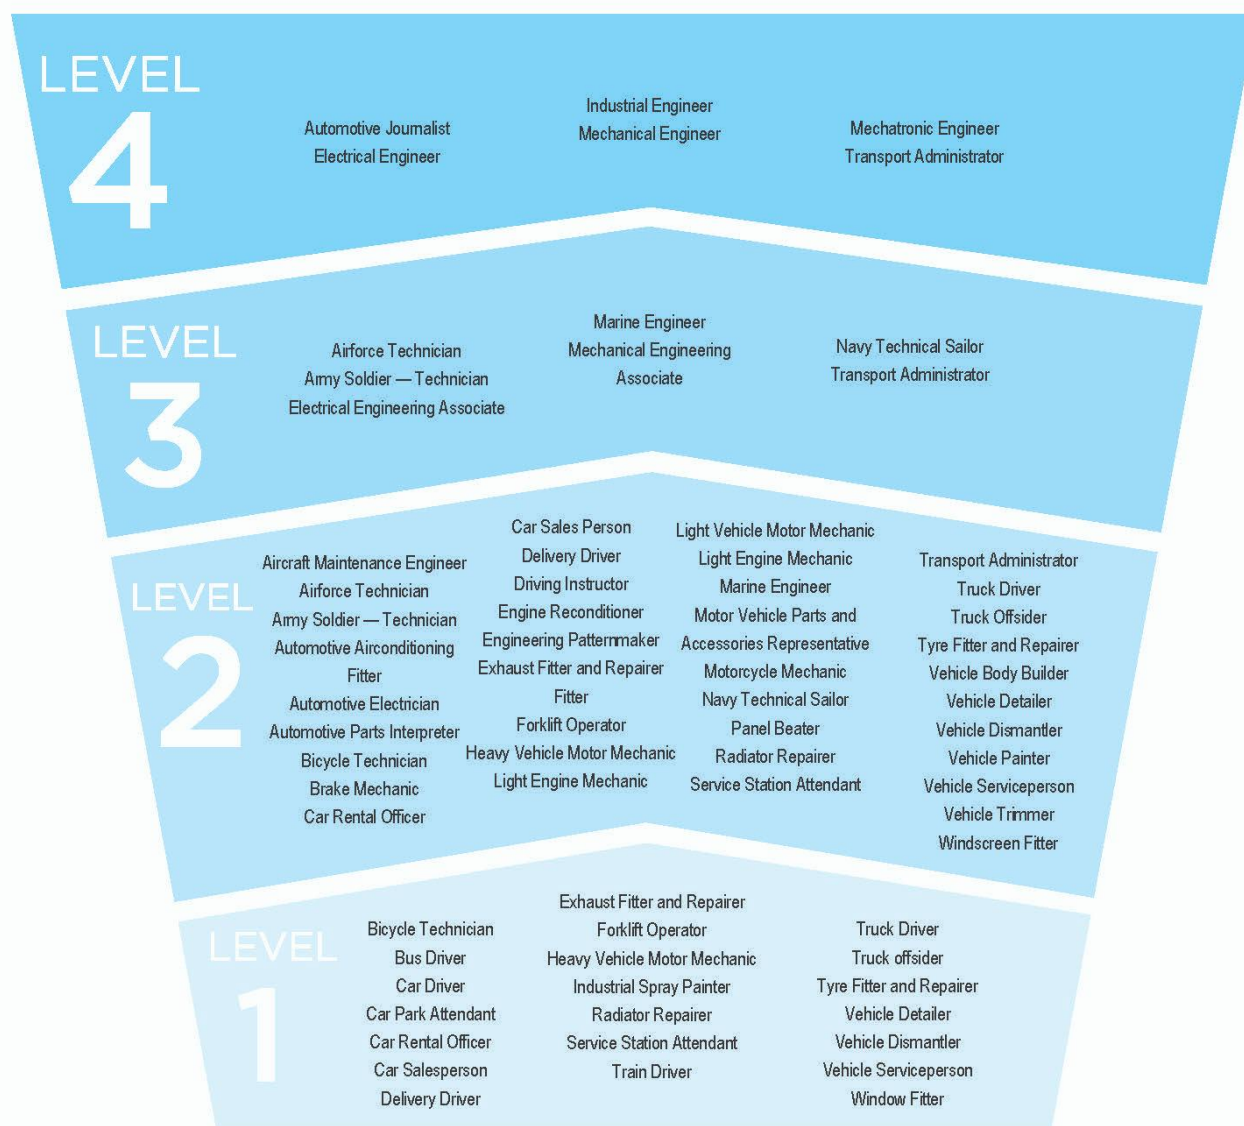 LEVEL
4
Automotive Journalist
Electrical Engineer
Industrial Engineer
Mechanical Engineer
Mechatronic Engineer
Transport Administrator
LEVEL
3
Airforce Technician
Army Soldier — Technician
Electrical Engineering Associate
Marine Engineer
Mechanical Engineering
Associate
Navy Technical Sailor
Transport Administrator
LEVEL
2
Aircraft Maintenance Engineer
Airforce Technician
Army Soldier — Technician
Automotive Airconditioning
Fitter
Automotive Electrician
Automotive Parts Interpreter
Bicycle Technician
Brake Mechanic
Car Rental Officer
Car Sales Person
Delivery Driver
Driving Instructor
Engine Reconditioner
Engineering Patternmaker
Exhaust Fitter and Repairer
Fitter
Forklift Operator
Heavy Vehicle Motor Mechanic
Light Engine Mechanic
Light Vehicle Motor Mechanic
Light Engine Mechanic
Marine Engineer
Motor Vehicle Parts and
Accessories Representative
Motorcycle Mechanic
Navy Technical Sailor
Panel Beater
Radiator Repairer
Service Station Attendant
Transport Administrator
Truck Driver
Truck Offsider
Tyre Fitter and Repairer
Vehicle Body Builder
Vehicle Detailer
Vehicle Dismantler
Vehicle Painter
Vehicle Serviceperson
Vehicle Trimmer
Windscreen Fitter
LEVEL
1
Bicycle Technician
Bus Driver
Car Driver
Car Park Attendant
Car Rental Officer
Car Salesperson
Delivery Driver
Exhaust Fitter and Repairer
Forklift Operator
Heavy Vehicle Motor Mechanic
Industrial Spray Painter
Radiator Repairer
Service Station Attendant
Train Driver
Truck Driver
Truck offsider
Tyre Fitter and Repairer
Vehicle Detailer
Vehicle Dismantler
Vehicle Serviceperson
Window Fitter